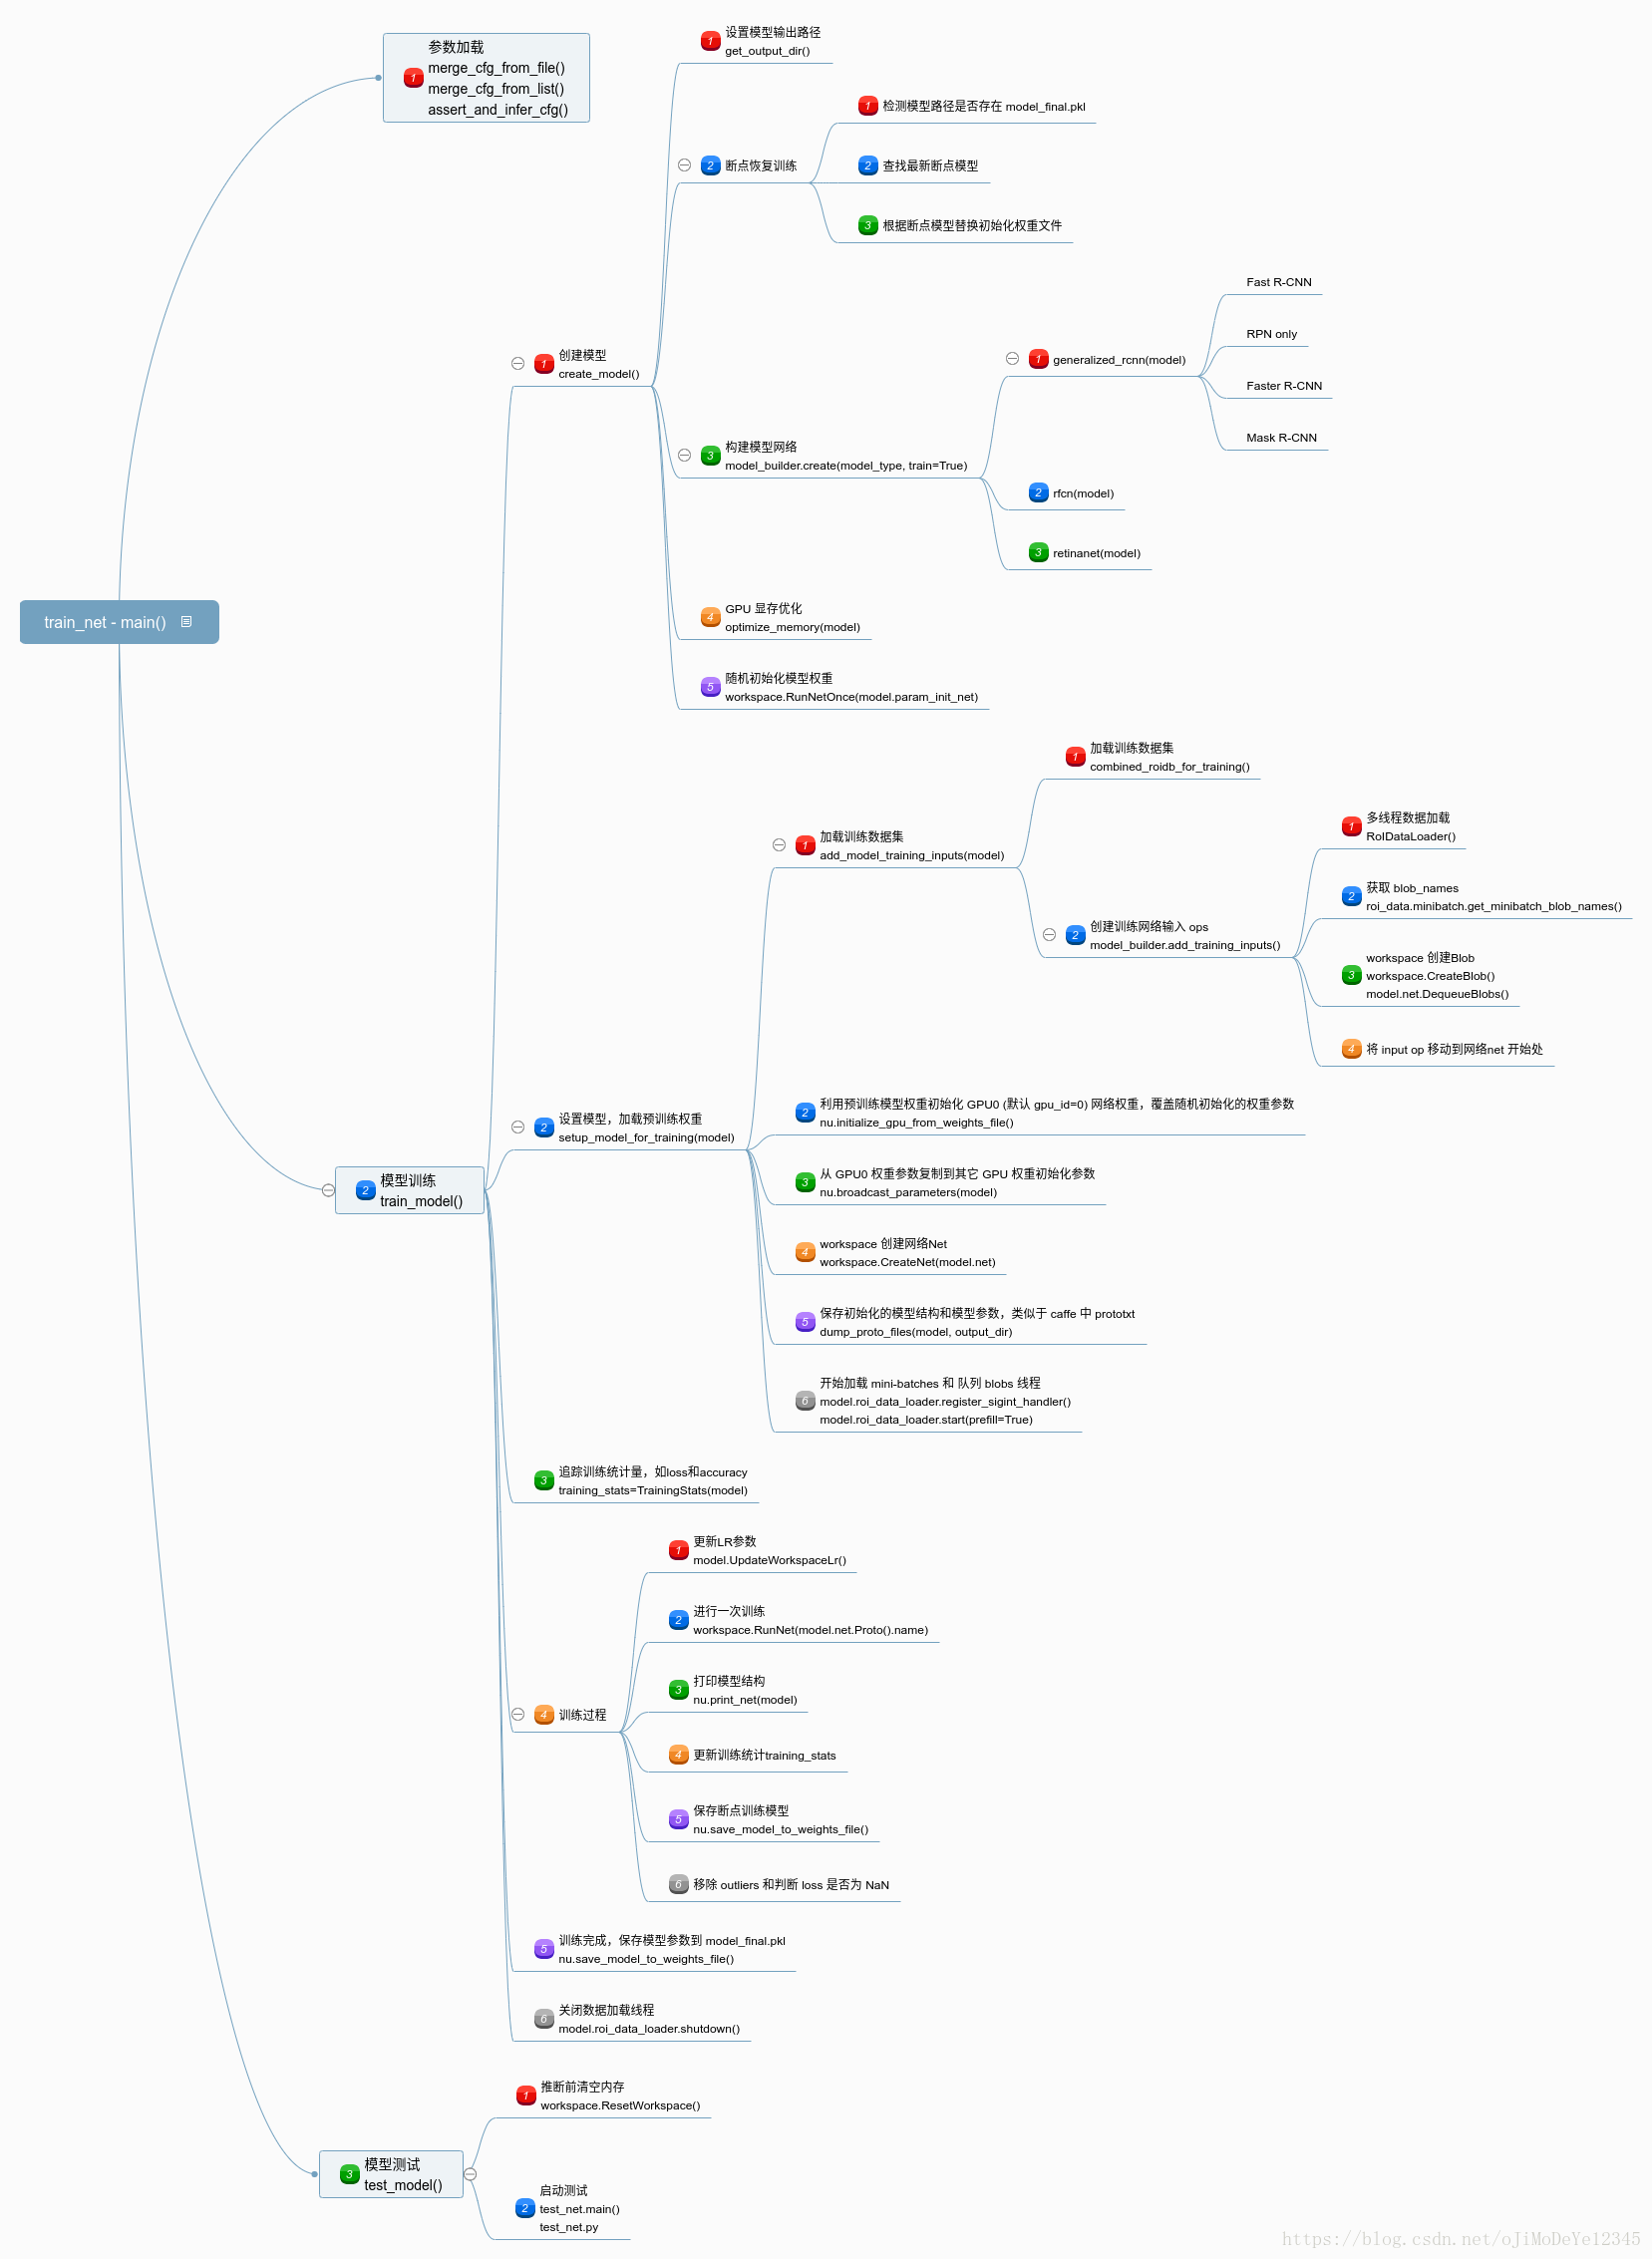 train_net - main()
1
参数加载
merge_cfg_from_file()
merge_cfg_from_list()
assert_and_infer_cfg()
2
模型训练
train_model()
1
创建模型
create_model()
1
设置模型输出路径
get_output_dir()
2
断点恢复训练
1
检测模型路径是否存在 model_final.pkl
2
查找最新断点模型
3
根据断点模型替换初始化权重文件
3
构建模型网络
model_builder.create(model_type, train=True)
1
generalized_rcnn(model)
Fast R-CNN
RPN only
Faster R-CNN
Mask R-CNN
2
rfcn(model)
3
retinanet(model)
4
GPU 显存优化
optimize_memory(model)
5
随机初始化模型权重
workspace.RunNetOnce(model.param_init_net)
2
设置模型，加载预训练权重
setup_model_for_training(model)
1
加载训练数据集
add_model_training_inputs(model)
1
加载训练数据集
combined_roidb_for_training()
2
创建训练网络输入 ops
model_builder.add_training_inputs()
1
多线程数据加载
RoIDataLoader()
2
获取 blob_names
roi_data.minibatch.get_minibatch_blob_names()
3
workspace 创建Blob
workspace.CreateBlob()
model.net.DequeueBlobs()
4
将 input op 移动到网络net 开始处
2
利用预训练模型权重初始化 GPU0 (默认 gpu_id=0) 网络权重，覆盖随机初始化的权重参数
nu.initialize_gpu_from_weights_file()
3
从 GPU0 权重参数复制到其它 GPU 权重初始化参数
nu.broadcast_parameters(model)
4
workspace 创建网络Net
workspace.CreateNet(model.net)
5
保存初始化的模型结构和模型参数，类似于 caffe 中 prototxt
dump_proto_files(model, output_dir)
6
开始加载 mini-batches 和 队列 blobs 线程
model.roi_data_loader.register_sigint_handler()
model.roi_data_loader.start(prefill=True)
3
追踪训练统计量，如loss和accuracy
training_stats=TrainingStats(model)
4
训练过程
1
更新LR参数
model.UpdateWorkspaceLr()
2
进行一次训练
workspace.RunNet(model.net.Proto().name)
3
打印模型结构
nu.print_net(model)
4
更新训练统计training_stats
5
保存断点训练模型
nu.save_model_to_weights_file()
6
移除 outliers 和判断 loss 是否为 NaN
5
训练完成，保存模型参数到 model_final.pkl
nu.save_model_to_weights_file()
6
关闭数据加载线程
model.roi_data_loader.shutdown()
3
模型测试
test_model()
1
推断前清空内存
workspace.ResetWorkspace()
2
启动测试
test_net.main()
test_net.py
https://blog.csdn.net/oJiMoDeYe12345